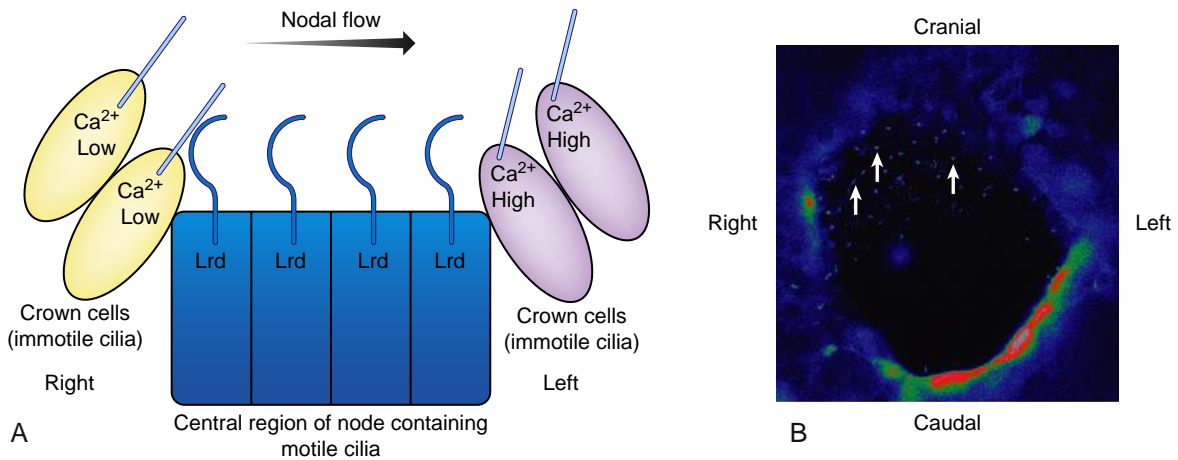 Nodal flow
Ca2+
Low
Ca2+
Low
Ca2+
High
Ca2+
High
Lrd
Lrd
Lrd
Lrd
Crown cells
(immotile cilia)
Right
Crown cells
(immotile cilia)
Left
Central region of node containing
motile cilia
A
Cranial
Right
Left
Caudal
B